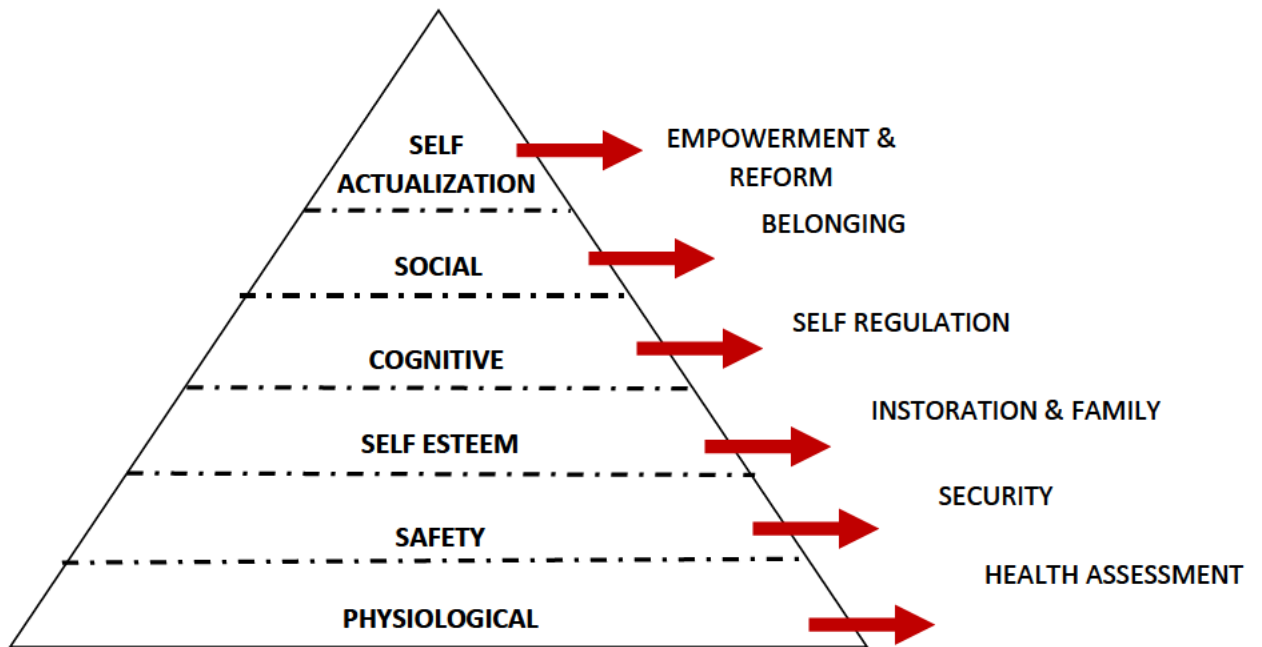 SELF
ACTUALIZATION
EMPOWERMENT &
REFORM
SOCIAL
BELONGING
COGNITIVE
SELF REGULATION
SELF ESTEEM
INSTORATION & FAMILY
SAFETY
SECURITY
PHYSIOLOGICAL
HEALTH ASSESSMENT